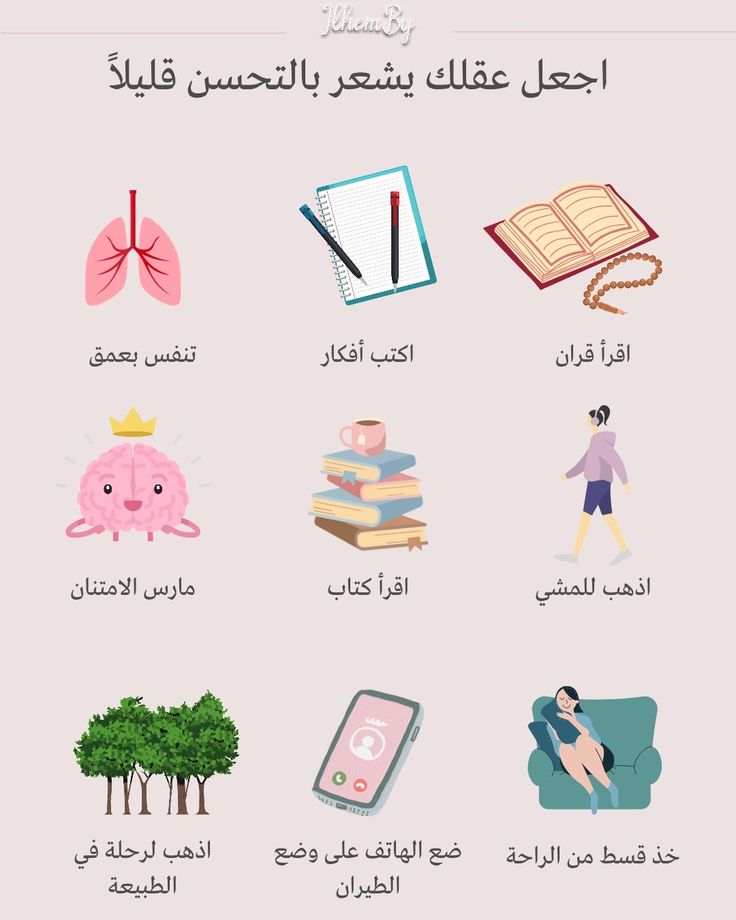 IlhemBy
اجعل عقلك يشعر بالتحسن قليلاً
اقرأ قران
اكتب أفكار
تنفس بعمق
اذهب للمشي
اقرأ كتاب
مارس الامتنان
خذ قسط من الراحة
ضع الهاتف على وضع
الطيران
اذهب لرحلة في
الطبيعة